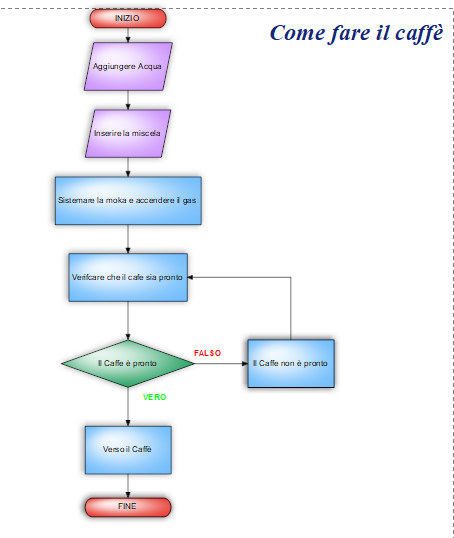 INIZIO
Come fare il caffè
Aggiungere Acqua
Inserire la miscela
Sistemare la moka e accendere il gas
Verifcare che il cafe sia pronto
Il Caffe è pronto
FALSO
Il Caffe non è pronto
VERO
Verso il Caffè
FINE